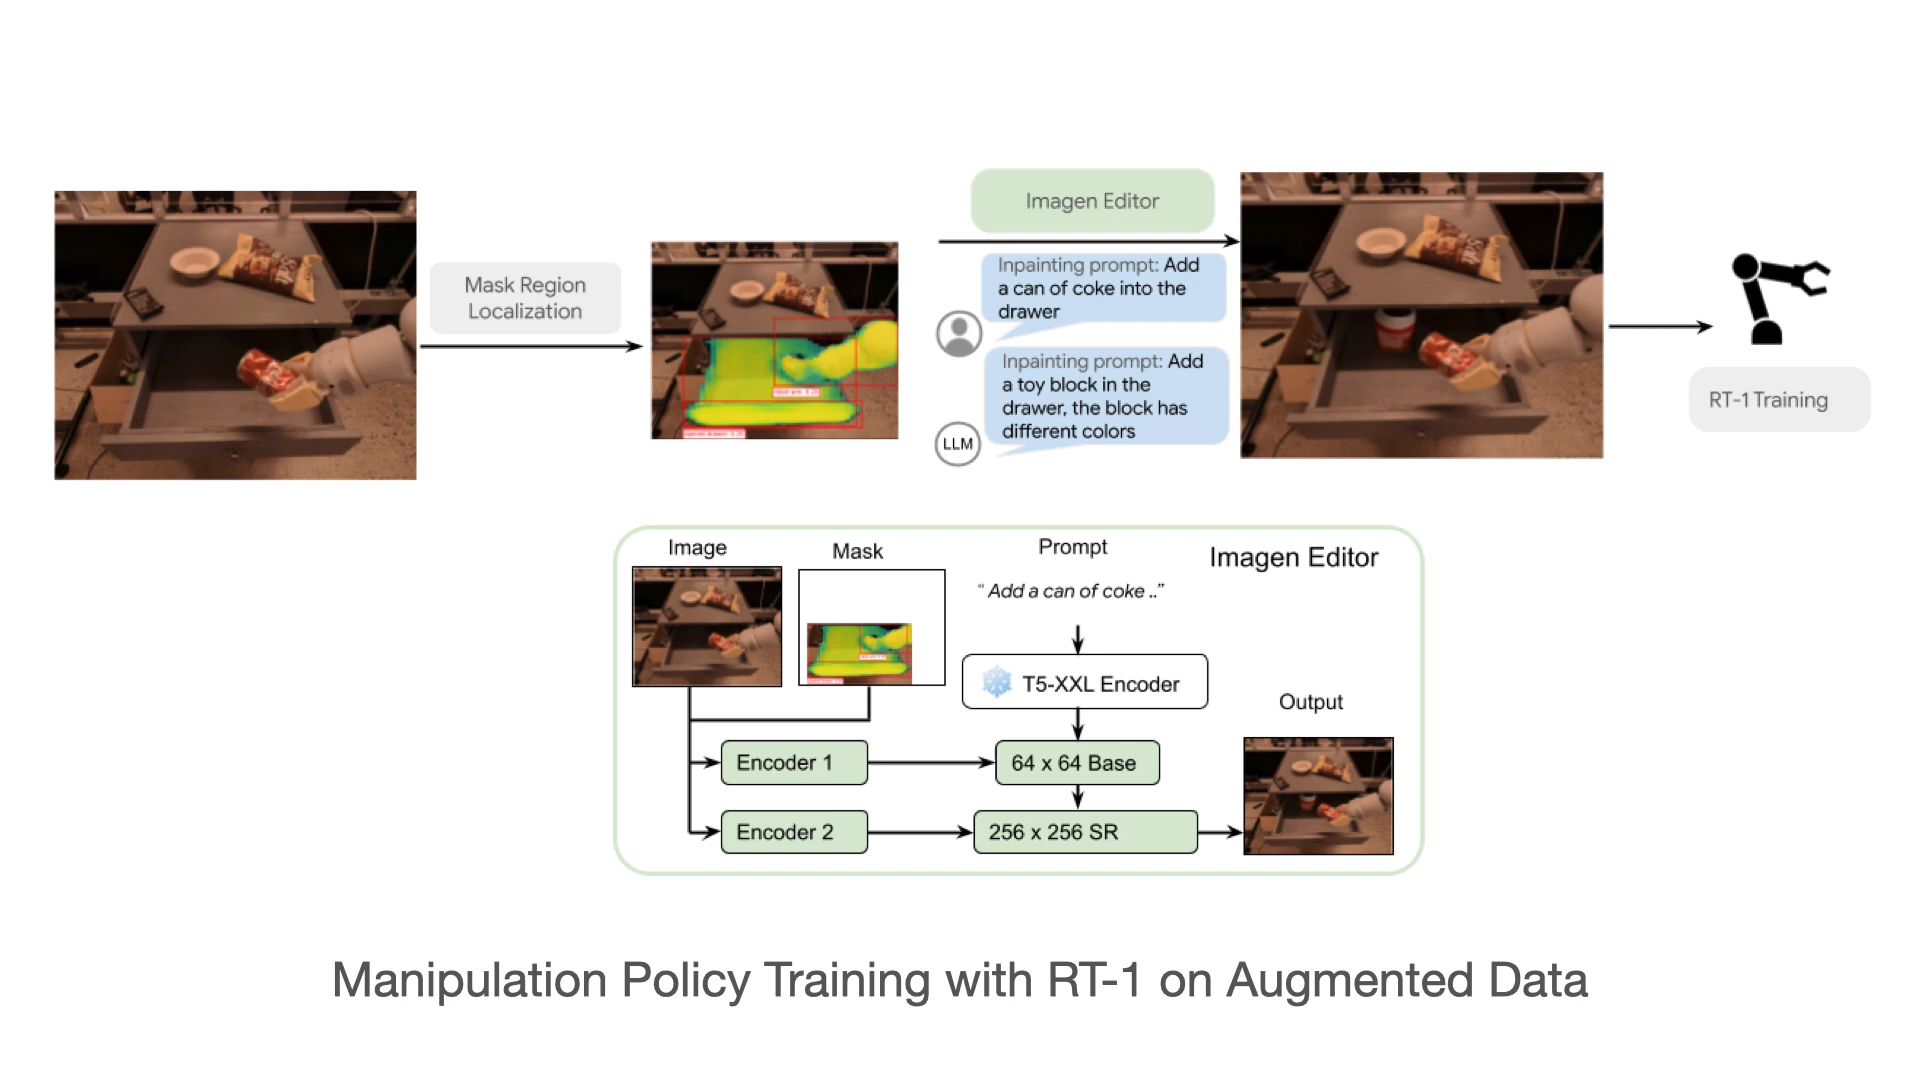 Mask Region
Localization
Imagen Editor
Inpainting prompt: Add
a can of coke into the
drawer
Inpainting prompt: Add
a toy block in the
drawer, the block has
different colors
LLM
RT-1 Training
Image
Mask
Prompt
Imagen Editor
“ Add a can of coke ..”
T5-XXL Encoder
Output
Encoder 1
64 x 64 Base
Encoder 2
256 x 256 SR
Manipulation Policy Training with RT-1 on Augmented Data